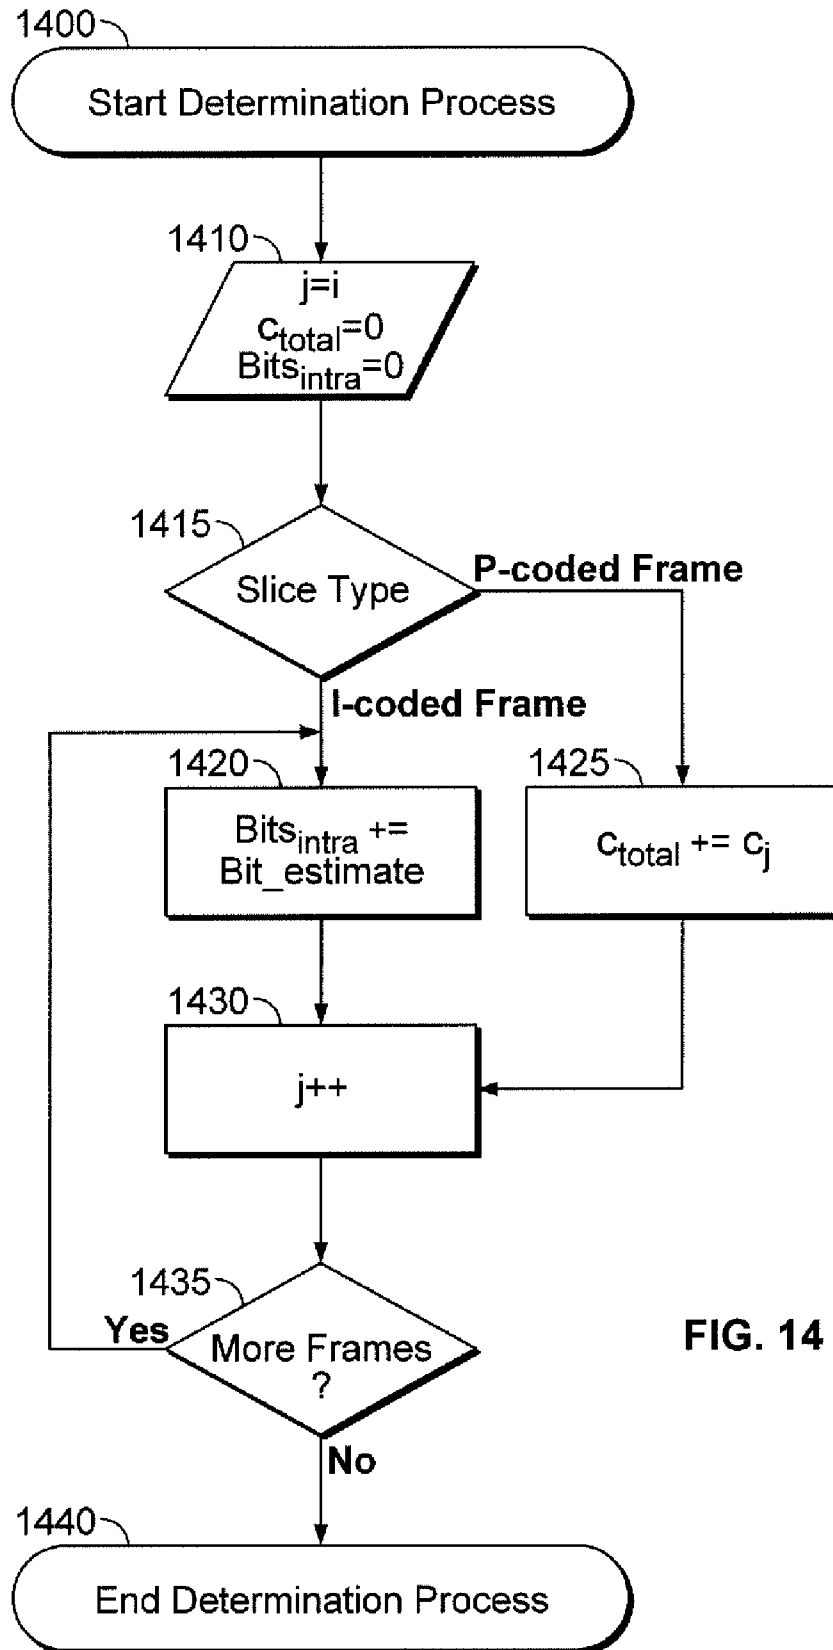 1400
Start Determination Process
1410
j=i
c_total=0
Bits_intra=0
1415
Slice Type
P-coded Frame
I-coded Frame
1420
Bits_intra +=
Bit_estimate
1425
c_total += c_j
1430
j++
1435
Yes
More Frames
?
FIG. 14
No
1440
End Determination Process